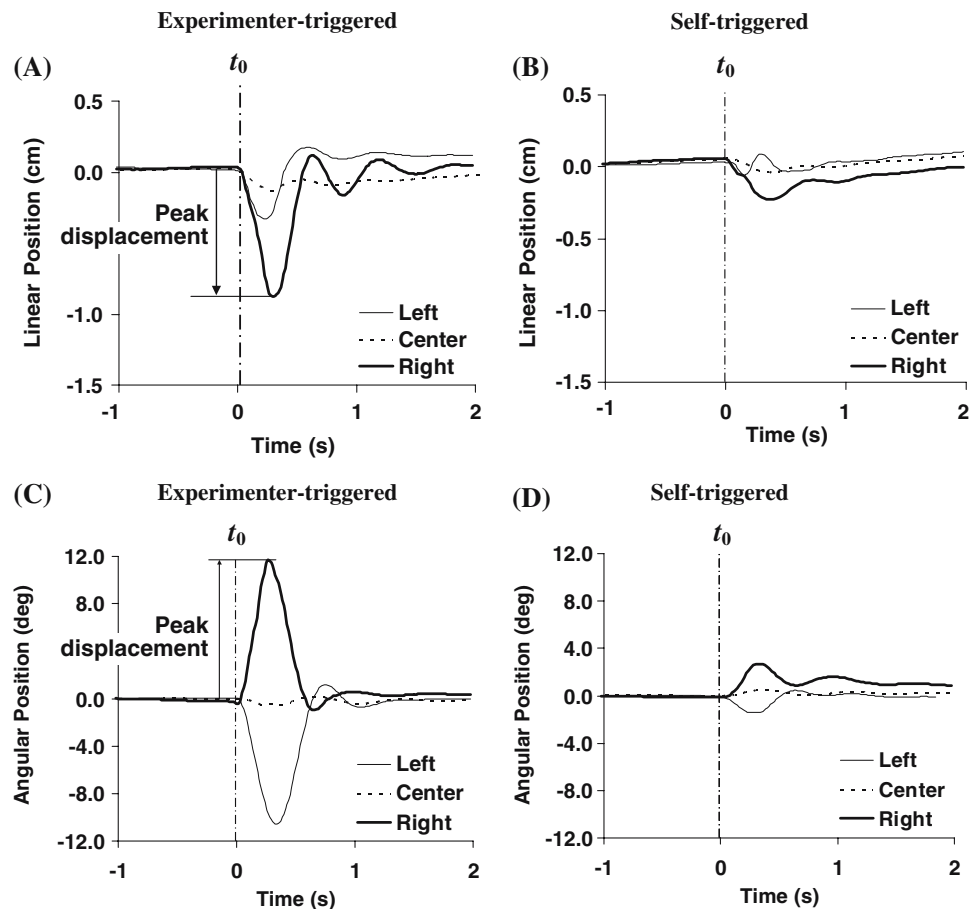 Experimenter-triggered
(A)
t0
0.5
0.0
-0.5
-1.0
-1.5
Linear Position (cm)
Peak
displacement
Left
Center
Right
-1 0 1 2
Time (s)
Self-triggered
(B)
t0
0.5
0.0
-0.5
-1.0
-1.5
Linear Position (cm)
Left
Center
Right
-1 0 1 2
Time (s)
Experimenter-triggered
(C)
t0
12.0
8.0
4.0
0.0
-4.0
-8.0
-12.0
Angular Position (deg)
Peak
displacement
Left
Center
Right
-1 0 1 2
Time (s)
Self-triggered
(D)
t0
12.0
8.0
4.0
0.0
-4.0
-8.0
-12.0
Angular Position (deg)
Left
Center
Right
-1 0 1 2
Time (s)